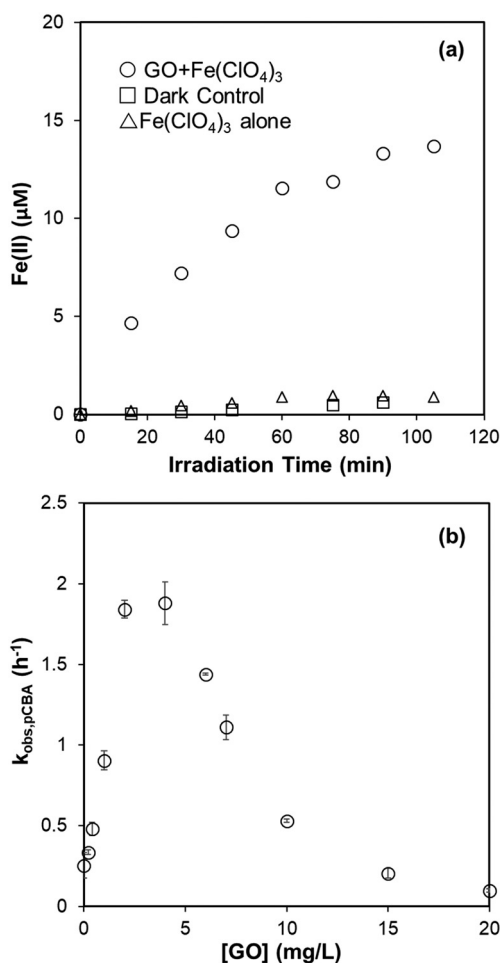 (a)
20
GO+Fe(ClO₄)₃
Dark Control
Fe(ClO₄)₃ alone
15
10
5
0
Fe(II) (μM)
0 20 40 60 80 100 120
Irradiation Time (min)
(b)
2.5
2
1.5
1
0.5
0
kobs,pCBA (h⁻¹)
0 5 10 15 20
[GO] (mg/L)